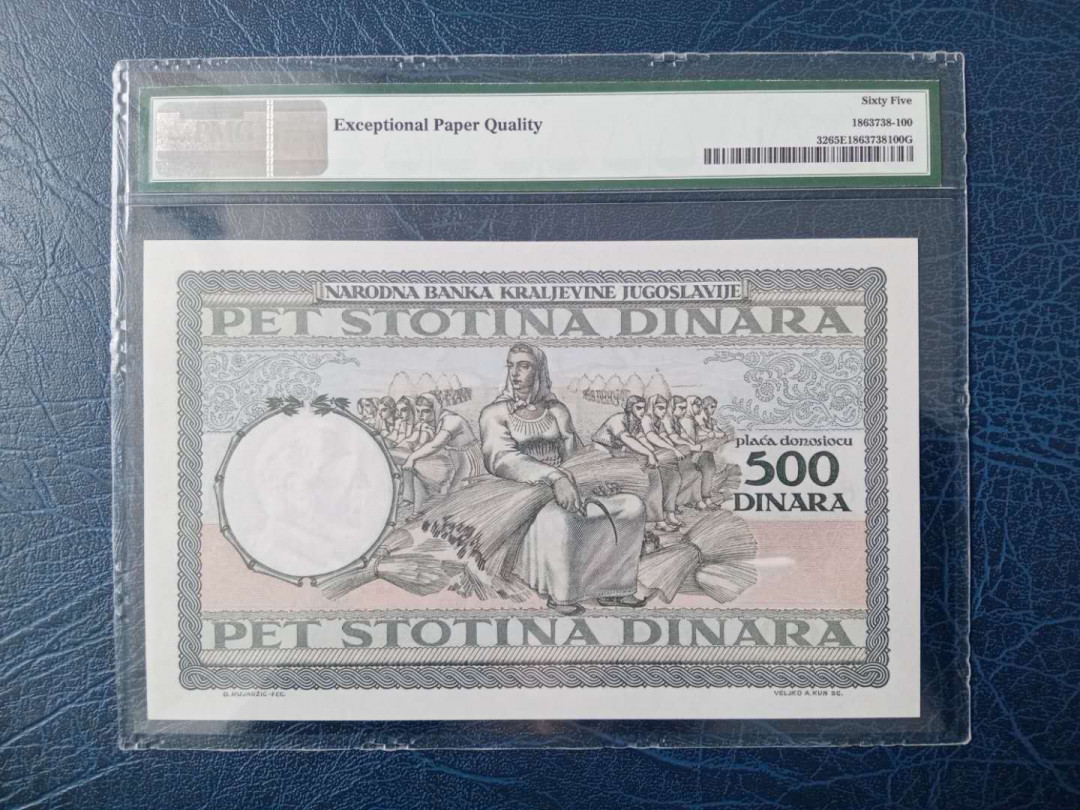 PMG
Exceptional Paper Quality
Sixty Five
1863738-100
3265E1863738100G
NARODNA BANKA KRALJEVINE JUGOSLAVIJE
PET STOTINA DINARA
plaća donosiocu
500
DINARA
PET STOTINA DINARA
VELJKO A. KUN SC.